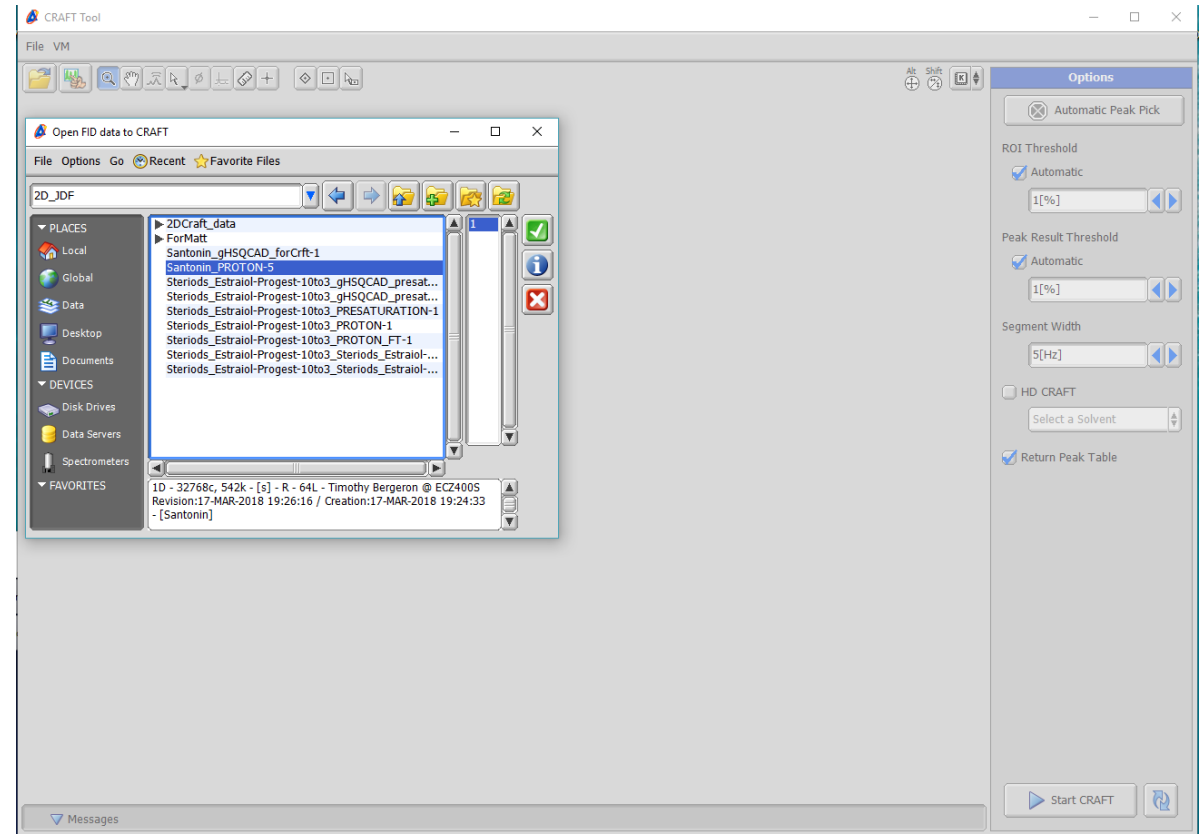 CRAFT Tool
File VM
Alt Shift
K
Options
Automatic Peak Pick
ROI Threshold
Automatic
1[%]
Peak Result Threshold
Automatic
1[%]
Segment Width
5[Hz]
HD CRAFT
Select a Solvent
Return Peak Table
Start CRAFT
Open FID data to CRAFT
File Options Go Recent Favorite Files
2D_JDF
PLACES
Local
Global
Data
Desktop
Documents
DEVICES
Disk Drives
Data Servers
Spectrometers
FAVORITES
2DCraft_data
ForMatt
Santonin_gHSQCAD_forCrft-1
Santonin_PROTON-5
Steriods_Estraiol-Progest-10to3_gHSQCAD_presat...
Steriods_Estraiol-Progest-10to3_gHSQCAD_presat...
Steriods_Estraiol-Progest-10to3_PRESATURATION-1
Steriods_Estraiol-Progest-10to3_PROTON-1
Steriods_Estraiol-Progest-10to3_PROTON_FT-1
Steriods_Estraiol-Progest-10to3_Steriods_Estraiol-...
Steriods_Estraiol-Progest-10to3_Steriods_Estraiol-...
1
1D - 32768c, 542k - [s] - R - 64L - Timothy Bergeron @ ECZ400S
Revision:17-MAR-2018 19:26:16 / Creation:17-MAR-2018 19:24:33
- [Santonin]
Messages